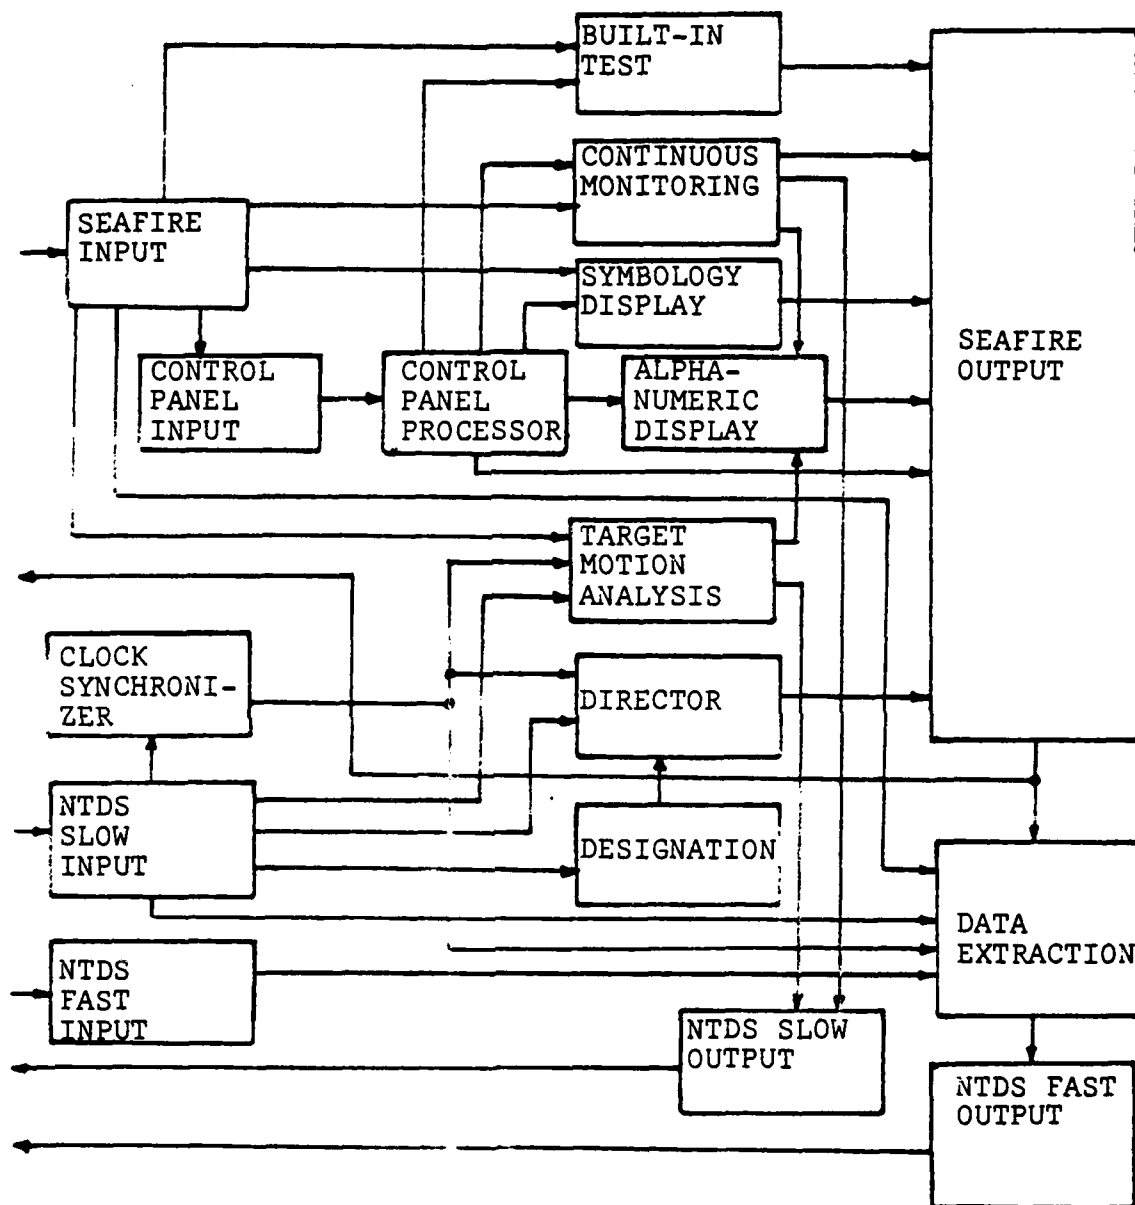 BUILT-IN
TEST
CONTINUOUS
MONITORING
SEAFIRE
INPUT
SYMBOLOGY
DISPLAY
SEAFIRE
OUTPUT
CONTROL
PANEL
INPUT
CONTROL
PANEL
PROCESSOR
ALPHA-
NUMERIC
DISPLAY
TARGET
MOTION
ANALYSIS
CLOCK
SYNCHRONI-
ZER
DIRECTOR
NTDS
SLOW
INPUT
DESIGNATION
DATA
EXTRACTION
NTDS
FAST
INPUT
NTDS SLOW
OUTPUT
NTDS FAST
OUTPUT